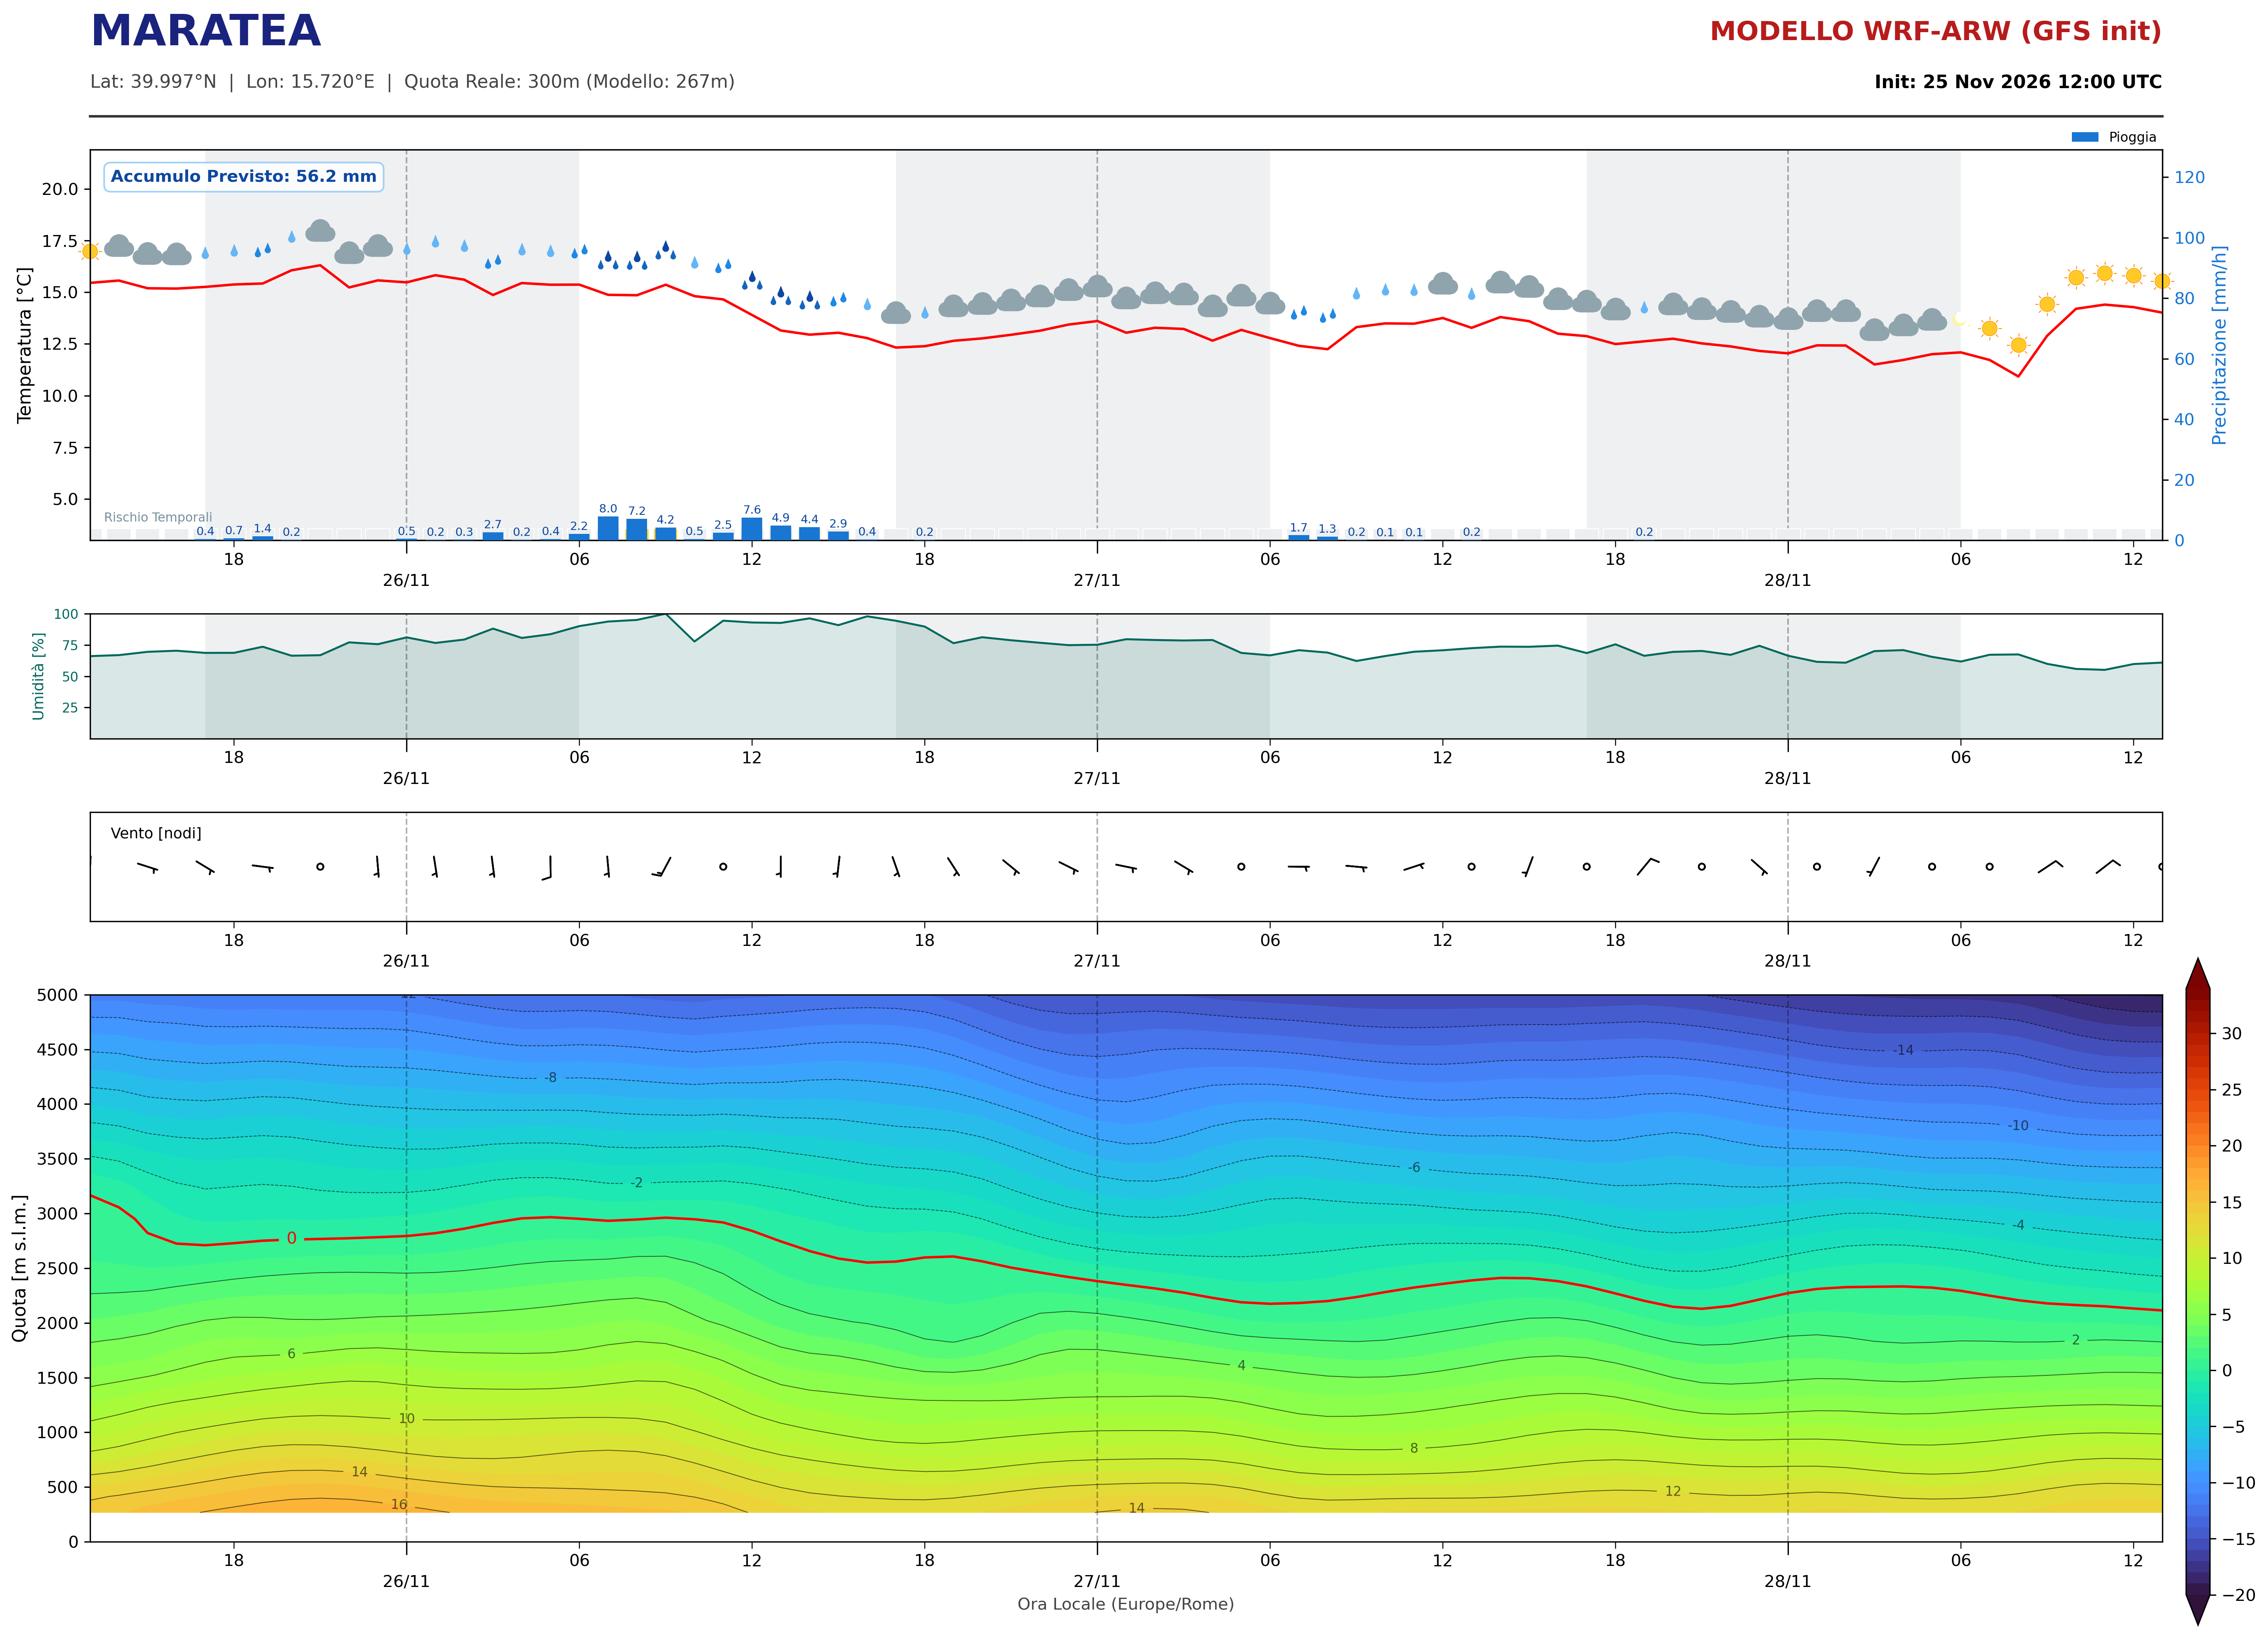 MARATEA
MODELLO WRF-ARW (GFS init)
Lat: 39.997°N | Lon: 15.720°E | Quota Reale: 300m (Modello: 267m)
Init: 25 Nov 2026 12:00 UTC
Pioggia
Accumulo Previsto: 56.2 mm
Temperatura [°C]
20.0
17.5
15.0
12.5
10.0
7.5
5.0
Precipitazione [mm/h]
120
100
80
60
40
20
0
Rischio Temporali
0.4 0.7 1.4 0.2 0.5 0.2 0.3 2.7 0.2 0.4 2.2 8.0 7.2 4.2 0.5 2.5 7.6 4.9 4.4 2.9 0.4 0.2 1.7 1.3 0.2 0.1 0.1 0.2 0.2
18 06 12 18 06 12 18 06 12
26/11 27/11 28/11
Umidità [%]
100
75
50
25
18 06 12 18 06 12 18 06 12
26/11 27/11 28/11
Vento [nodi]
18 06 12 18 06 12 18 06 12
26/11 27/11 28/11
Quota [m s.l.m.]
5000
4500
4000
3500
3000
2500
2000
1500
1000
500
0
-14
-8
-10
-6
-2
-4
0
2
6
4
10
8
14
12
16
14
30
25
20
15
10
5
0
−5
−10
−15
−20
18 06 12 18 06 12 18 06 12
26/11 27/11 28/11
Ora Locale (Europe/Rome)